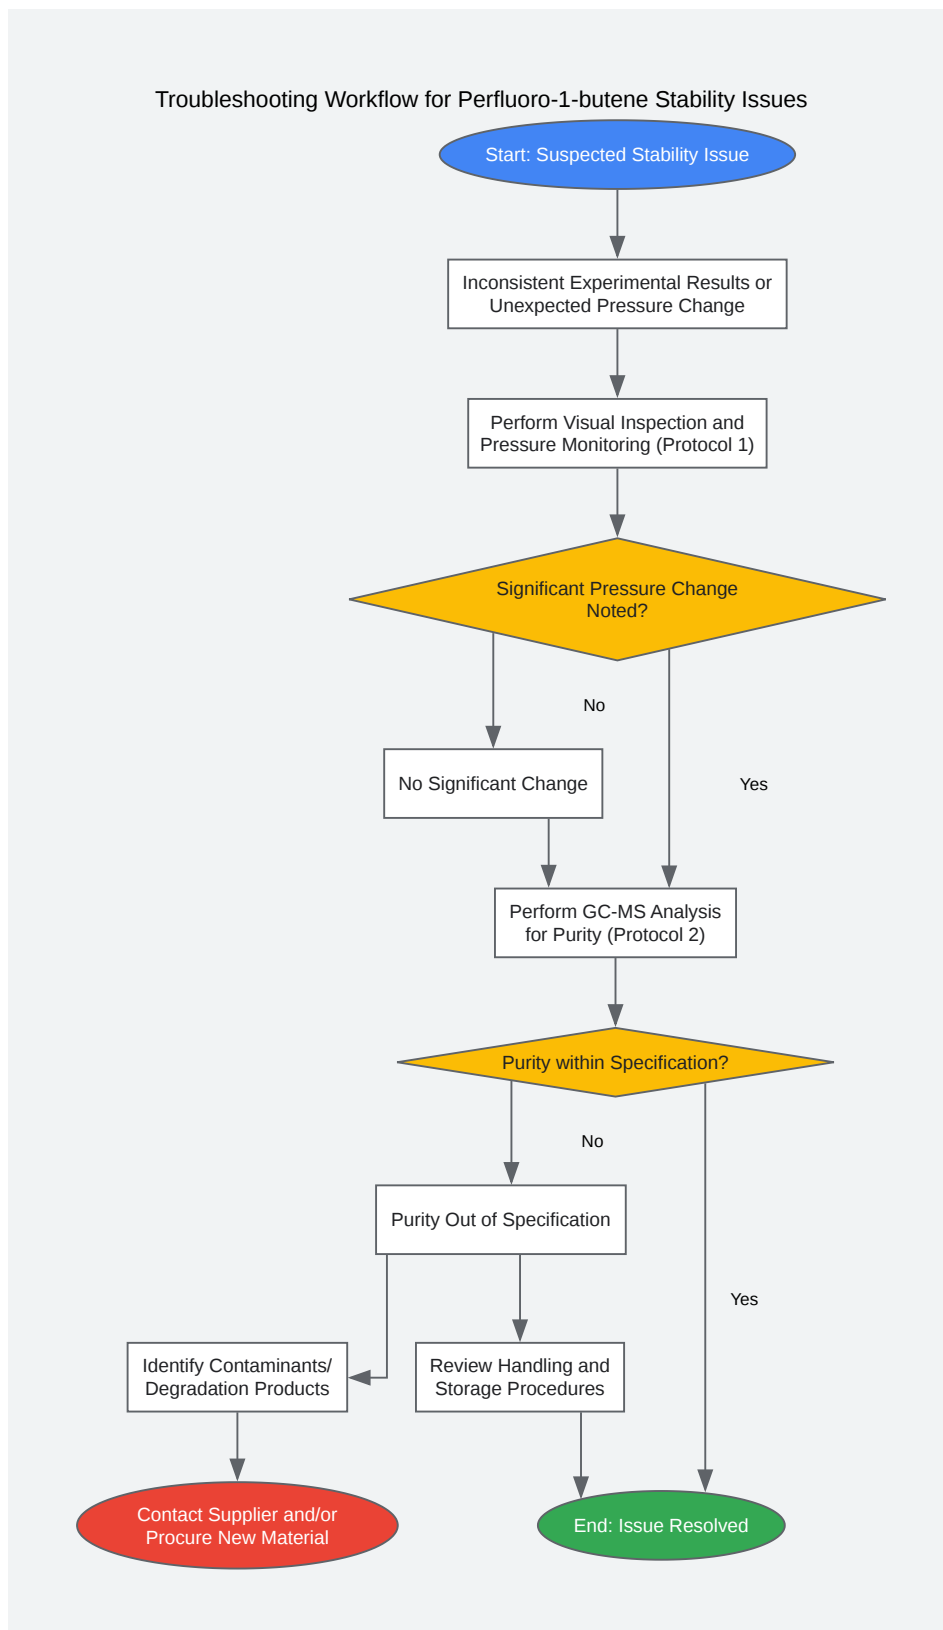 Troubleshooting Workflow for Perfluoro-1-butene Stability Issues
Start: Suspected Stability Issue
Inconsistent Experimental Results or
Unexpected Pressure Change
Perform Visual Inspection and
Pressure Monitoring (Protocol 1)
Significant Pressure Change
Noted?
No
No Significant Change
Yes
Perform GC-MS Analysis
for Purity (Protocol 2)
Purity within Specification?
No
Purity Out of Specification
Yes
Identify Contaminants/
Degradation Products
Review Handling and
Storage Procedures
Contact Supplier and/or
Procure New Material
End: Issue Resolved